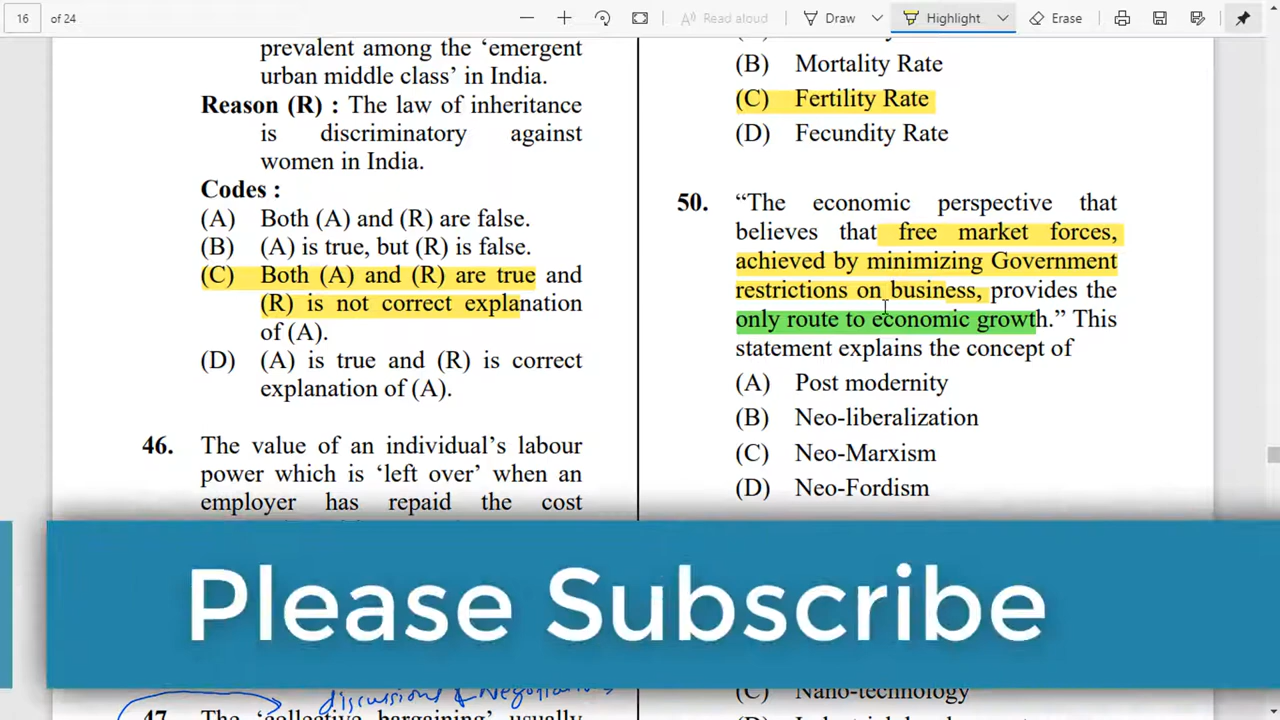 16 of 24
Read aloud
Draw
Highlight
Erase
prevalent among the ‘emergent
urban middle class’ in India.
Reason (R) : The law of inheritance
is discriminatory against
women in India.
Codes :
(A) Both (A) and (R) are false.
(B) (A) is true, but (R) is false.
(C) Both (A) and (R) are true and
(R) is not correct explanation
of (A).
(D) (A) is true and (R) is correct
explanation of (A).
46. The value of an individual’s labour
power which is ‘left over’ when an
employer has repaid the cost
discussions &
47. The ‘collective bargaining’ usually
(B) Mortality Rate
(C) Fertility Rate
(D) Fecundity Rate
50. “The economic perspective that
believes that free market forces,
achieved by minimizing Government
restrictions on business, provides the
only route to economic growth.” This
statement explains the concept of
(A) Post modernity
(B) Neo-liberalization
(C) Neo-Marxism
(D) Neo-Fordism
(C) Nano-technology
Please Subscribe